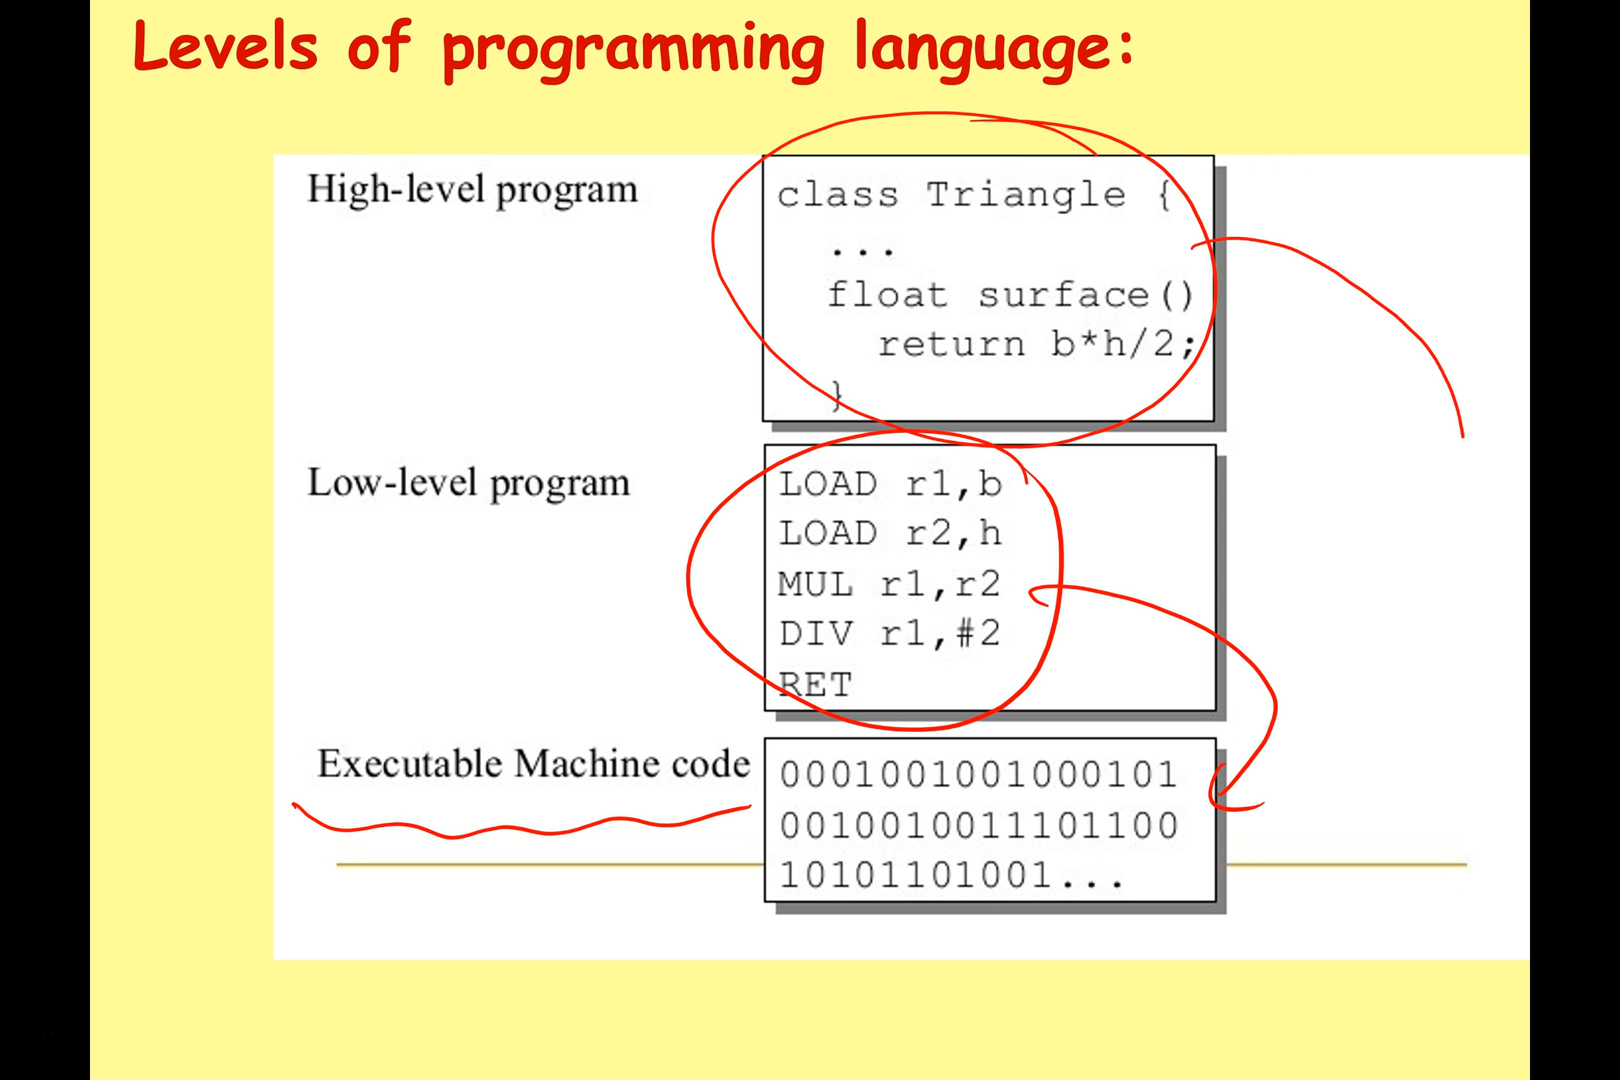 Levels of programming language:
High-level program
class Triangle {
...
float surface()
return b*h/2;
}
Low-level program
LOAD r1,b
LOAD r2,h
MUL r1,r2
DIV r1,#2
RET
Executable Machine code
0001001001000101
0010010011101100
10101101001...